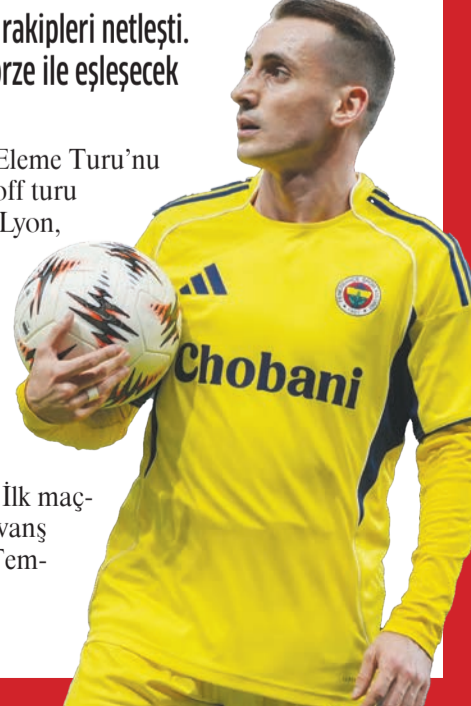 rakipleri netleşti.
rze ile eşleşecek
Eleme Turu’nu
off turu
Lyon,
Chobani
İlk maç-
vanş
Tem-